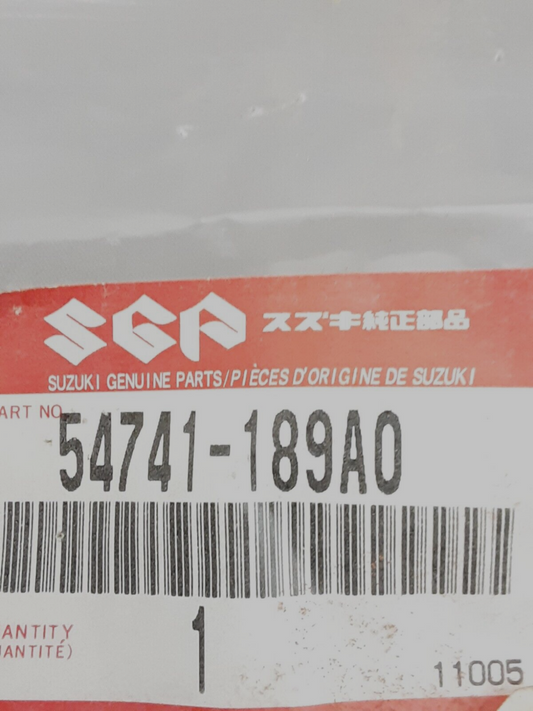 SGP スズキ純正部品
SUZUKI GENUINE PARTS/PIÈCES D'ORIGINE DE SUZUKI
ART NO.
54741-189A0
ANTITY 1
UANTITÉ)
11005